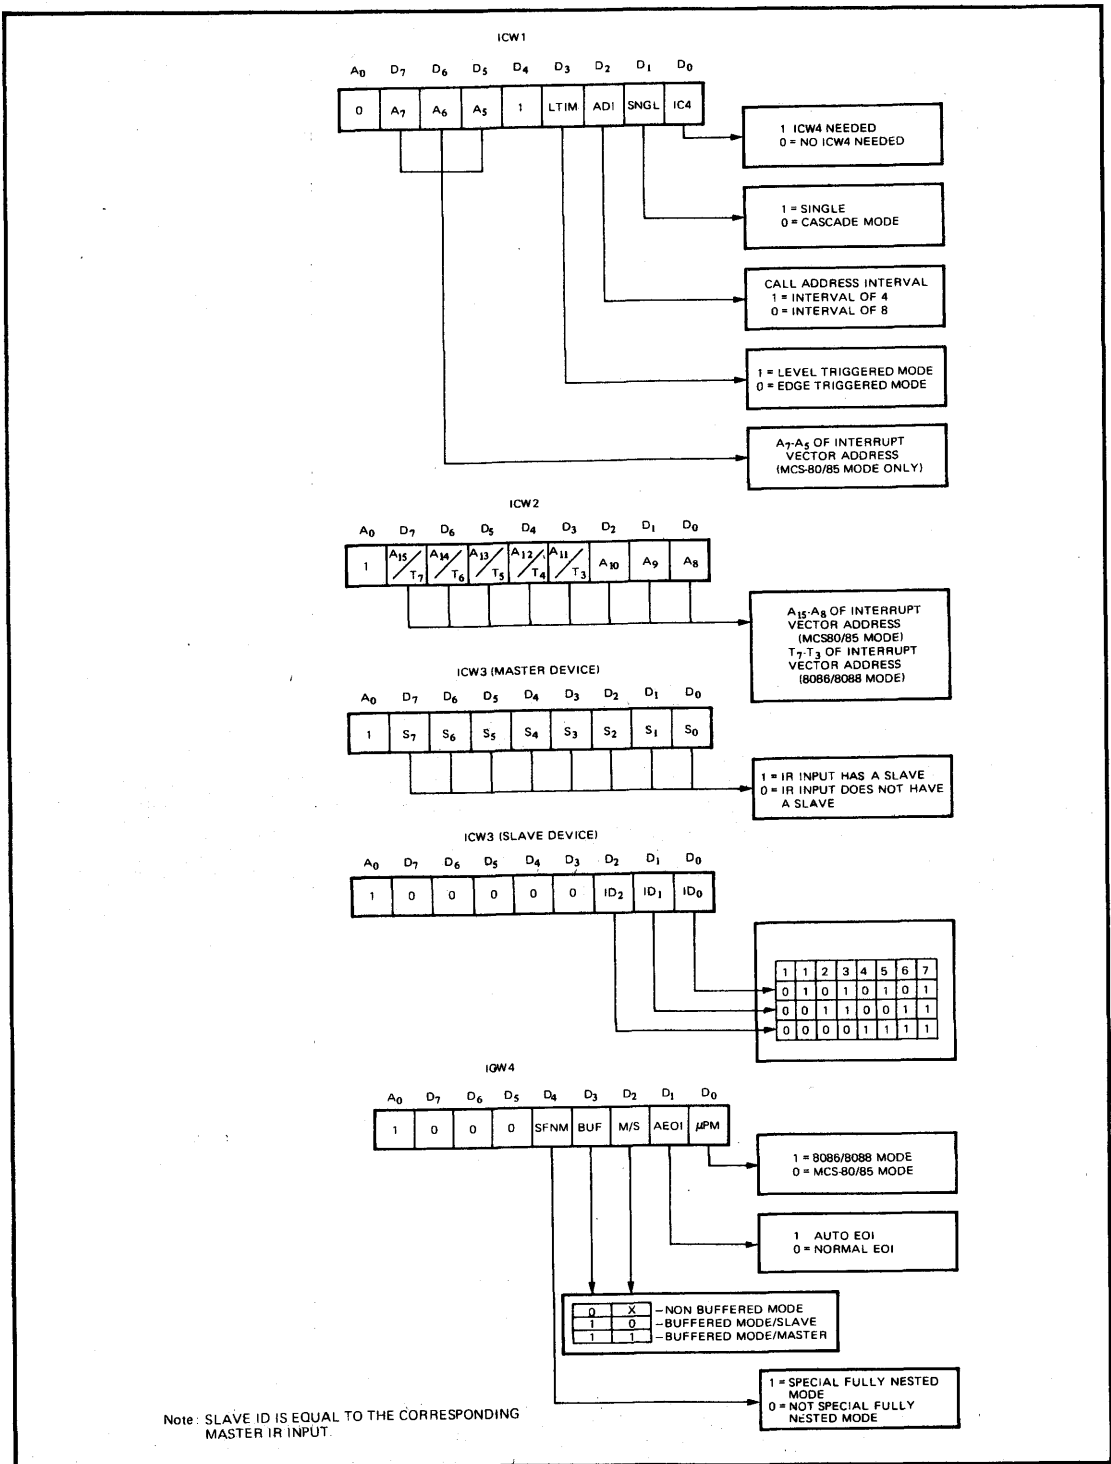 ICW1
A0 D7 D6 D5 D4 D3 D2 D1 D0
0 A7 A6 A5 1 LTIM ADI SNGL IC4
1 ICW4 NEEDED
0 = NO ICW4 NEEDED
1 = SINGLE
0 = CASCADE MODE
CALL ADDRESS INTERVAL
1 = INTERVAL OF 4
0 = INTERVAL OF 8
1 = LEVEL TRIGGERED MODE
0 = EDGE TRIGGERED MODE
A7-A5 OF INTERRUPT
VECTOR ADDRESS
(MCS-80/85 MODE ONLY)
ICW2
A0 D7 D6 D5 D4 D3 D2 D1 D0
1 A15/T7 A14/T6 A13/T5 A12/T4 A11/T3 A10 A9 A8
A15-A8 OF INTERRUPT
VECTOR ADDRESS
(MCS80/85 MODE)
T7-T3 OF INTERRUPT
VECTOR ADDRESS
(8086/8088 MODE)
ICW3 (MASTER DEVICE)
A0 D7 D6 D5 D4 D3 D2 D1 D0
1 S7 S6 S5 S4 S3 S2 S1 S0
1 = IR INPUT HAS A SLAVE
0 = IR INPUT DOES NOT HAVE
A SLAVE
ICW3 (SLAVE DEVICE)
A0 D7 D6 D5 D4 D3 D2 D1 D0
1 0 0 0 0 0 ID2 ID1 ID0
1 1 2 3 4 5 6 7
0 1 0 1 0 1 0 1
0 0 1 1 0 0 1 1
0 0 0 0 1 1 1 1
ICW4
A0 D7 D6 D5 D4 D3 D2 D1 D0
1 0 0 0 SFNM BUF M/S AEOI μPM
1 = 8086/8088 MODE
0 = MCS-80/85 MODE
1 AUTO EOI
0 = NORMAL EOI
0 X – NON BUFFERED MODE
1 0 – BUFFERED MODE/SLAVE
1 1 – BUFFERED MODE/MASTER
1 = SPECIAL FULLY NESTED
MODE
0 = NOT SPECIAL FULLY
NESTED MODE
Note: SLAVE ID IS EQUAL TO THE CORRESPONDING
MASTER IR INPUT.